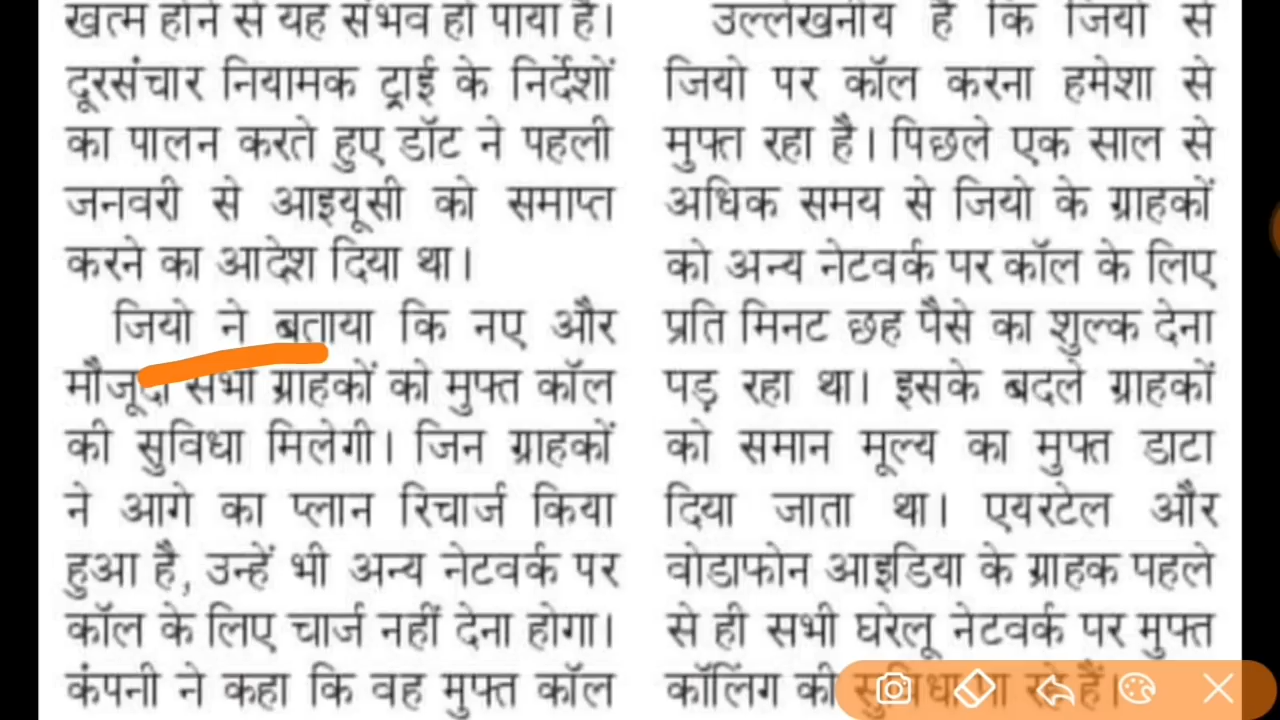 खत्म होने से यह संभव हो पाया है।
दूरसंचार नियामक ट्राई के निर्देशों
का पालन करते हुए डॉट ने पहली
जनवरी से आइयूसी को समाप्त
करने का आदेश दिया था।
जियो ने बताया कि नए और
मौजूदा सभी ग्राहकों को मुफ्त कॉल
की सुविधा मिलेगी। जिन ग्राहकों
ने आगे का प्लान रिचार्ज किया
हुआ है, उन्हें भी अन्य नेटवर्क पर
कॉल के लिए चार्ज नहीं देना होगा।
कंपनी ने कहा कि वह मुफ्त कॉल
उल्लेखनीय है कि जियो से
जियो पर कॉल करना हमेशा से
मुफ्त रहा है। पिछले एक साल से
अधिक समय से जियो के ग्राहकों
को अन्य नेटवर्क पर कॉल के लिए
प्रति मिनट छह पैसे का शुल्क देना
पड़ रहा था। इसके बदले ग्राहकों
को समान मूल्य का मुफ्त डाटा
दिया जाता था। एयरटेल और
वोडाफोन आइडिया के ग्राहक पहले
से ही सभी घरेलू नेटवर्क पर मुफ्त
कॉलिंग की सुविधा पा रहे हैं।